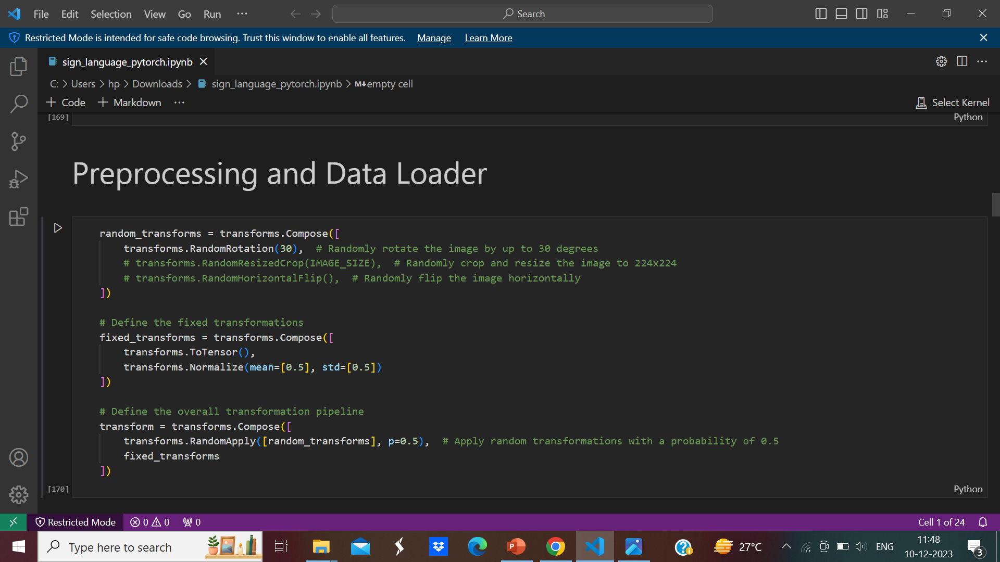 File Edit Selection View Go Run ··· Search
Restricted Mode is intended for safe code browsing. Trust this window to enable all features. Manage Learn More
sign_language_pytorch.ipynb
C: > Users > hp > Downloads > sign_language_pytorch.ipynb > M↓empty cell
+ Code + Markdown ··· Select Kernel
[169] Python
Preprocessing and Data Loader
random_transforms = transforms.Compose([
    transforms.RandomRotation(30),  # Randomly rotate the image by up to 30 degrees
    # transforms.RandomResizedCrop(IMAGE_SIZE),  # Randomly crop and resize the image to 224x224
    # transforms.RandomHorizontalFlip(),  # Randomly flip the image horizontally
])
# Define the fixed transformations
fixed_transforms = transforms.Compose([
    transforms.ToTensor(),
    transforms.Normalize(mean=[0.5], std=[0.5])
])
# Define the overall transformation pipeline
transform = transforms.Compose([
    transforms.RandomApply([random_transforms], p=0.5),  # Apply random transformations with a probability of 0.5
    fixed_transforms
])
[170] Python
Restricted Mode 0 0 0 Cell 1 of 24
Type here to search 27°C ENG 11:48
10-12-2023 3